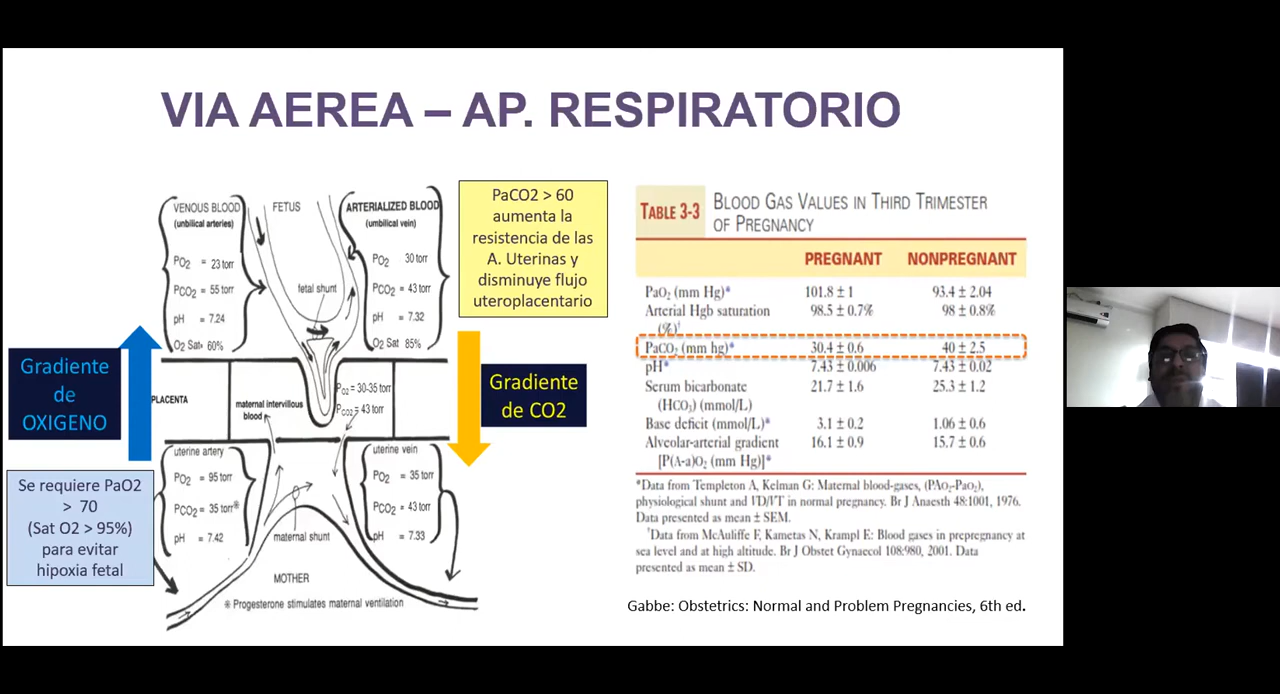 VIA AEREA – AP. RESPIRATORIO
VENOUS BLOOD
(unbilical arteries)
PO2 = 23 torr
PCO2 = 55 torr
pH = 7.24
O2 Sat. 60%
FETUS
fetal shunt
ARTERIALIZED BLOOD
(umbilical vein)
PO2 30 torr
PCO2 = 43 torr
pH = 7.32
O2 Sat 85%
PaCO2 > 60
aumenta la
resistencia de las
A. Uterinas y
disminuye flujo
uteroplacentario
Gradiente
de
OXIGENO
Gradiente
de CO2
PLACENTA
maternal intervillous
blood
PO2 = 30-35 torr
PCO2= 43 torr
Se requiere PaO2
> 70
(Sat O2 > 95%)
para evitar
hipoxia fetal
uterine artery
PO2 = 95 torr
PCO2= 35 torr※
pH = 7.42
maternal shunt
uterine vein
PO2 = 35 torr
PCO2 = 43 torr
pH = 7.33
MOTHER
※ Progesterone stimulates maternal ventilation
TABLE 3-3
BLOOD GAS VALUES IN THIRD TRIMESTER
OF PREGNANCY
PREGNANT NONPREGNANT
PaO2 (mm Hg)* 101.8 ± 1 93.4 ± 2.04
Arterial Hgb saturation 98.5 ± 0.7% 98 ± 0.8%
(%)†
PaCO2 (mm hg)* 30.4 ± 0.6 40 ± 2.5
pH* 7.43 ± 0.006 7.43 ± 0.02
Serum bicarbonate 21.7 ± 1.6 25.3 ± 1.2
(HCO3) (mmol/L)
Base deficit (mmol/L)* 3.1 ± 0.2 1.06 ± 0.6
Alveolar-arterial gradient 16.1 ± 0.9 15.7 ± 0.6
[P(A-a)O2 (mm Hg)]*
*Data from Templeton A, Kelman G: Maternal blood-gases, (PAO2-PaO2),
physiological shunt and VD/VT in normal pregnancy. Br J Anaesth 48:1001, 1976.
Data presented as mean ± SEM.
†Data from McAuliffe F, Kametas N, Krampl E: Blood gases in prepregnancy at
sea level and at high altitude. Br J Obstet Gynaecol 108:980, 2001. Data
presented as mean ± SD.
Gabbe: Obstetrics: Normal and Problem Pregnancies, 6th ed.